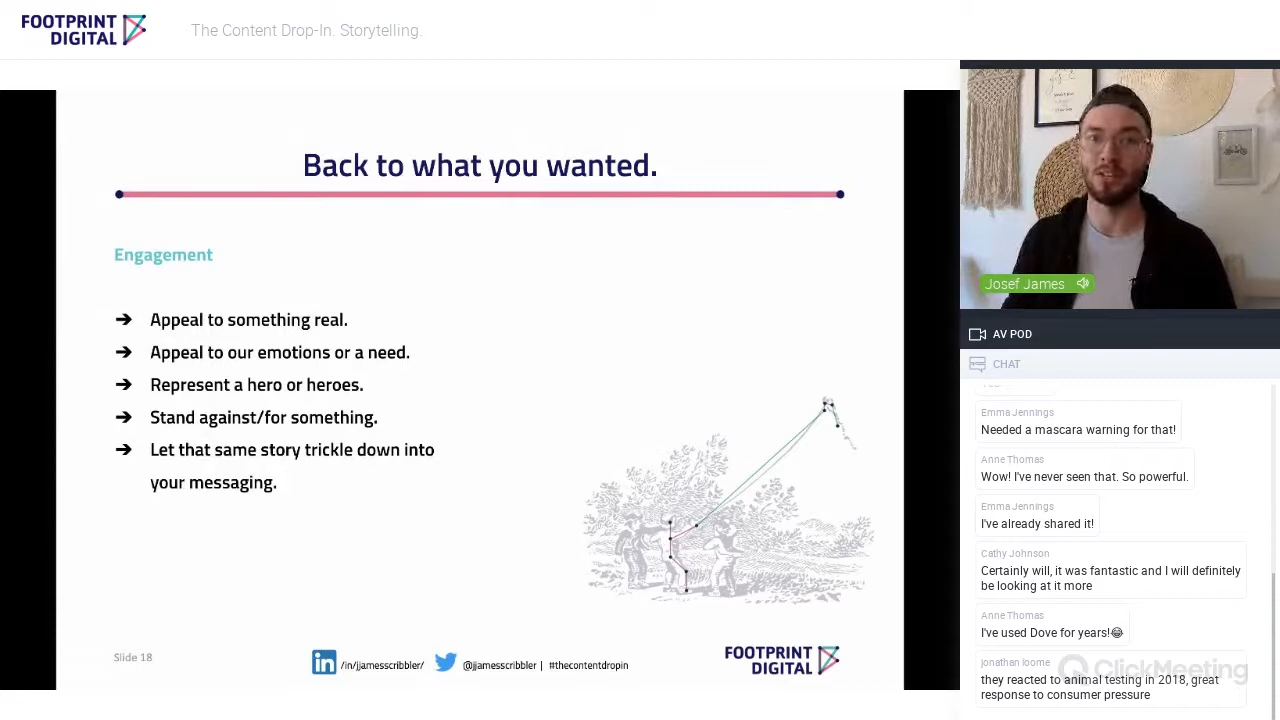 FOOTPRINT
DIGITAL
The Content Drop-In. Storytelling.
Back to what you wanted.
Engagement
➔ Appeal to something real.
➔ Appeal to our emotions or a need.
➔ Represent a hero or heroes.
➔ Stand against/for something.
➔ Let that same story trickle down into
your messaging.
Slide 18
/in/jjamesscribbler/
@jjamesscribbler | #thecontentdropin
FOOTPRINT
DIGITAL
Josef James
AV POD
CHAT
Emma Jennings
Needed a mascara warning for that!
Anne Thomas
Wow! I've never seen that. So powerful.
Emma Jennings
I've already shared it!
Cathy Johnson
Certainly will, it was fantastic and I will definitely
be looking at it more
Anne Thomas
I've used Dove for years!😂
jonathan loome
they reacted to animal testing in 2018, great
response to consumer pressure
ClickMeeting